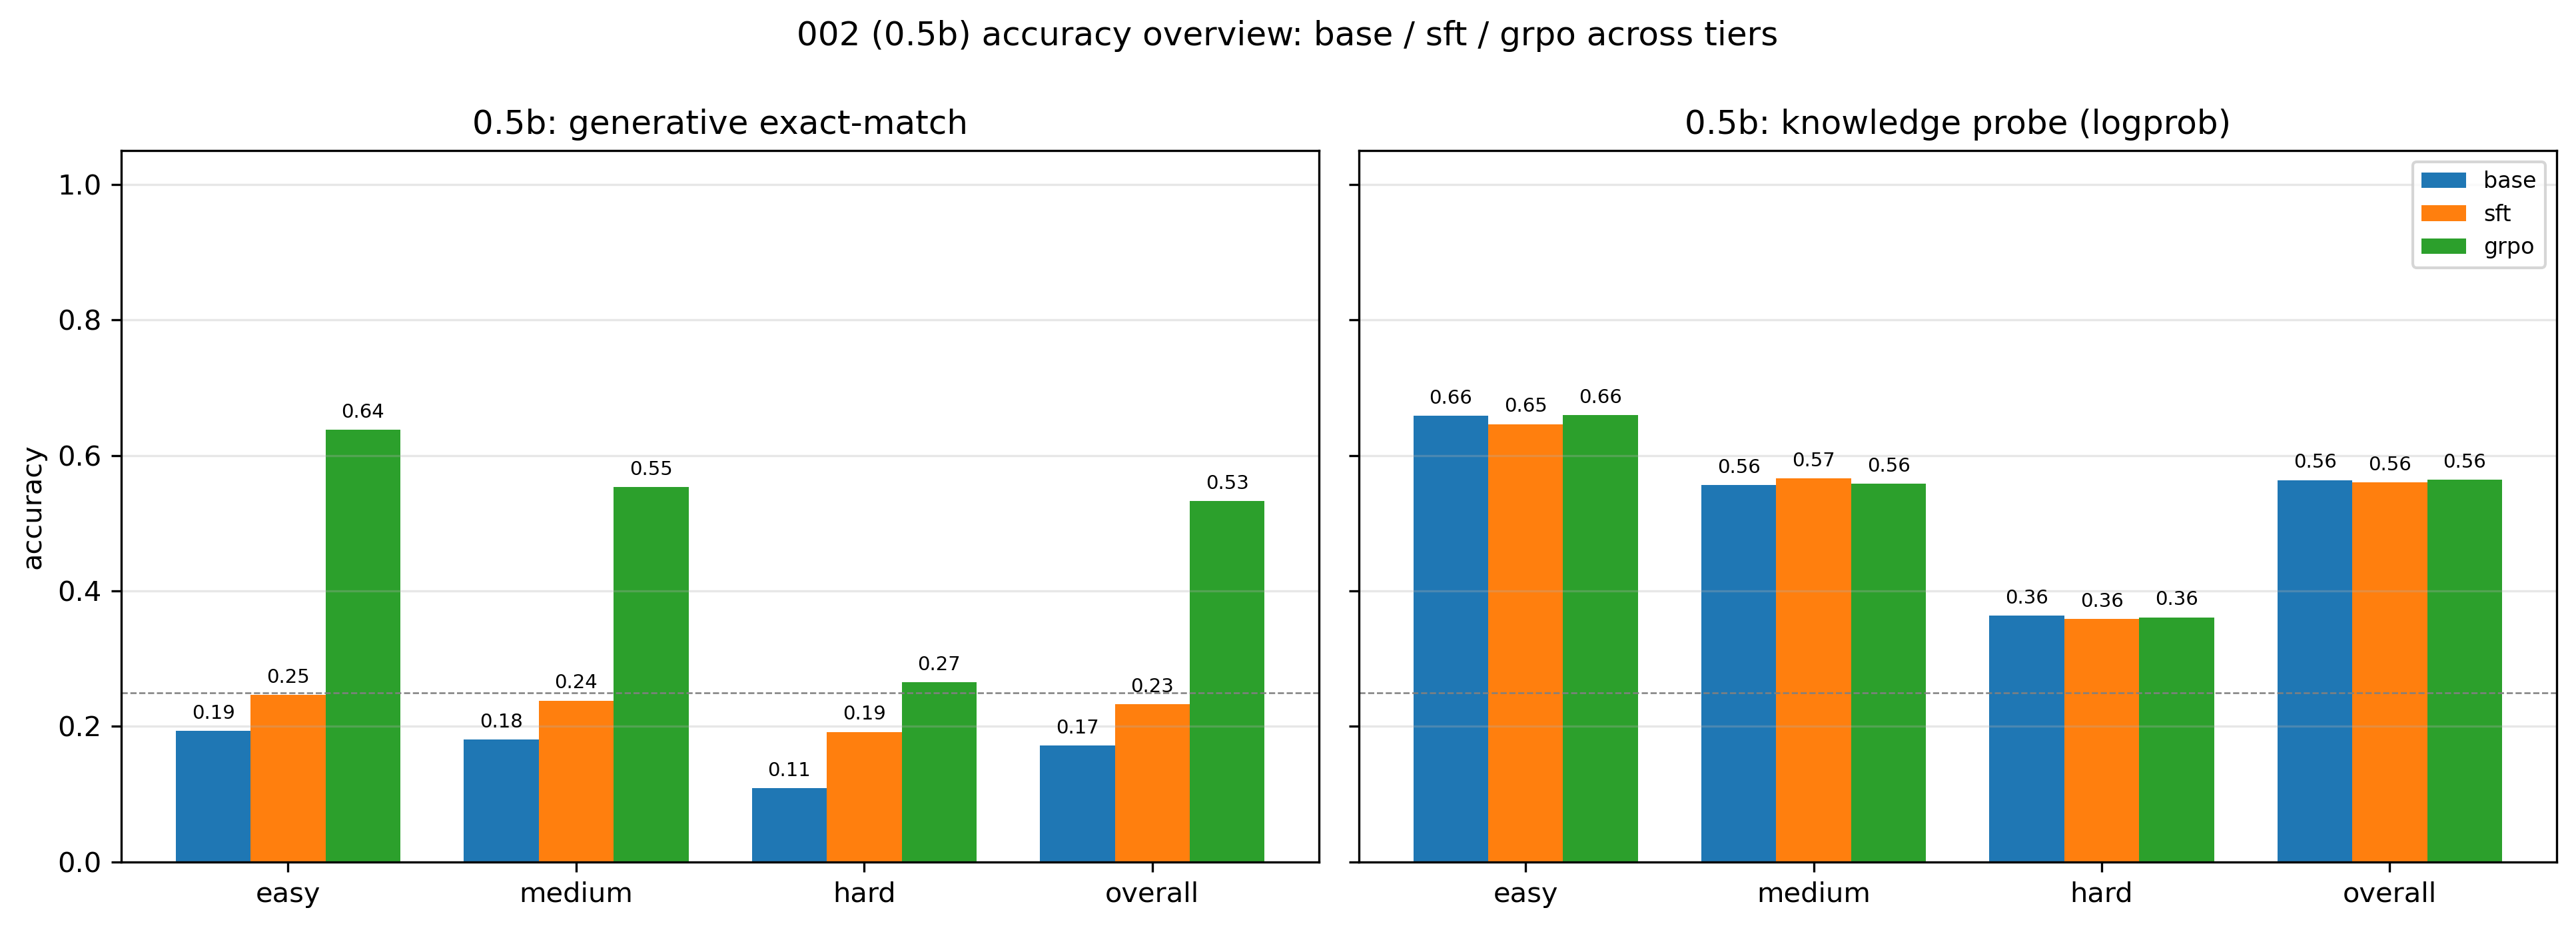 002 (0.5b) accuracy overview: base / sft / grpo across tiers
0.5b: generative exact-match
accuracy
1.0
0.8
0.6
0.4
0.2
0.0
0.19
0.25
0.64
0.18
0.24
0.55
0.11
0.19
0.27
0.17
0.23
0.53
easy
medium
hard
overall
0.5b: knowledge probe (logprob)
base
sft
grpo
0.66
0.65
0.66
0.56
0.57
0.56
0.36
0.36
0.36
0.56
0.56
0.56
easy
medium
hard
overall